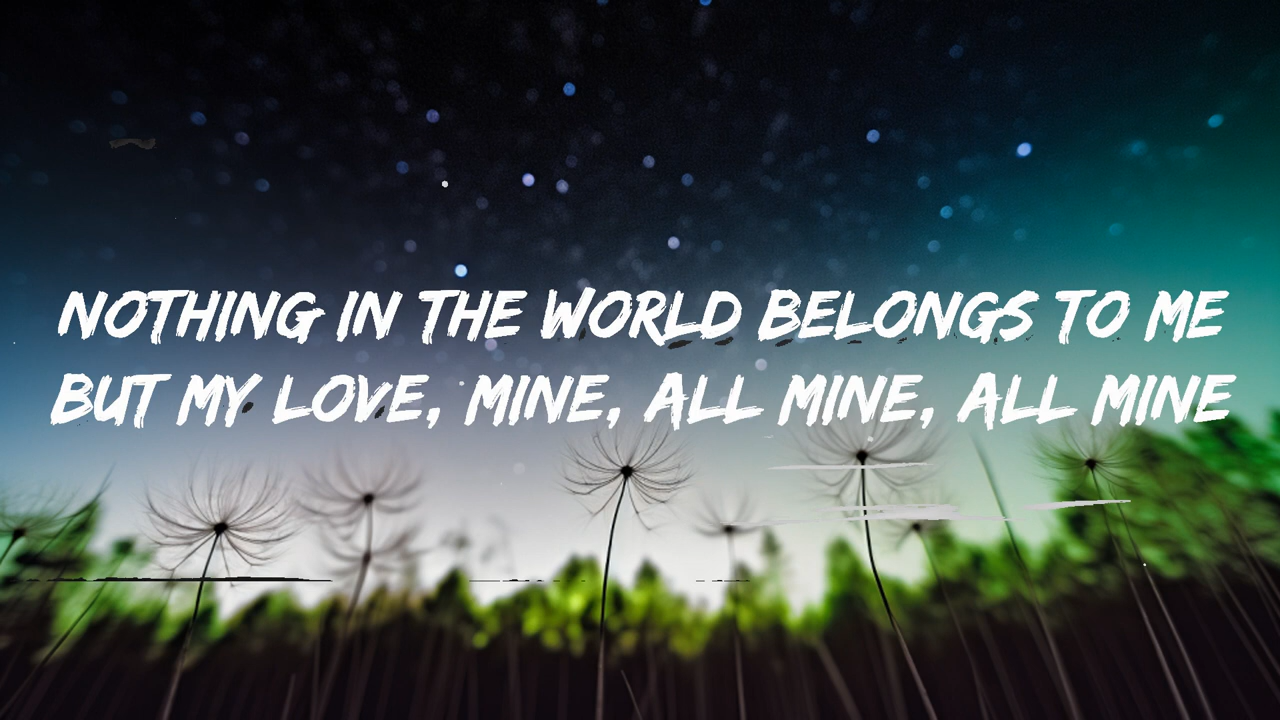 NOTHING IN THE WORLD BELONGS TO ME
BUT MY LOVE, MINE, ALL MINE, ALL MINE